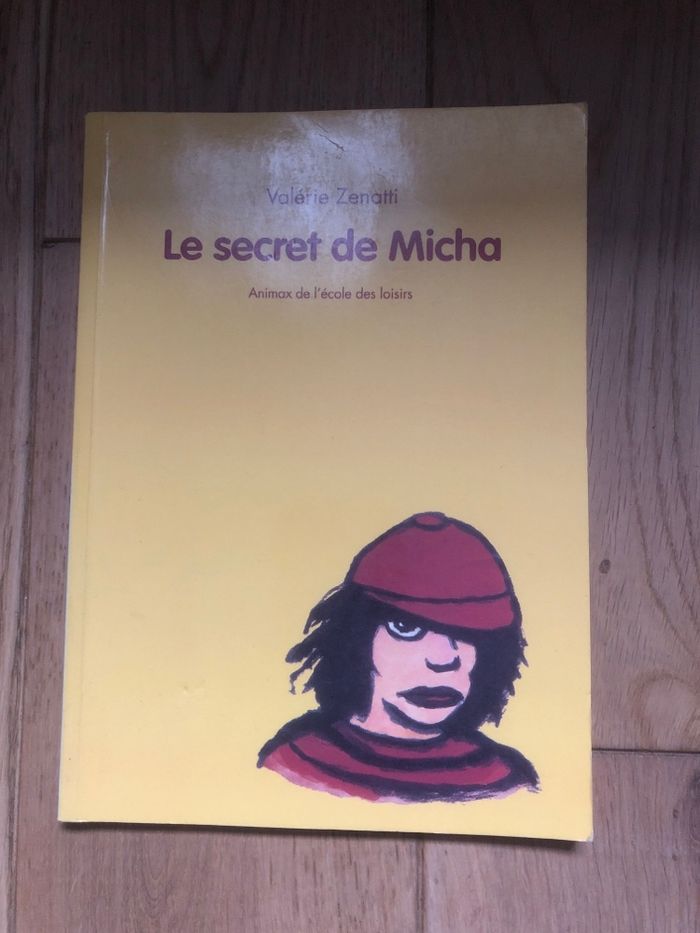 Valérie Zenatti
Le secret de Micha
Animax de l'école des loisirs